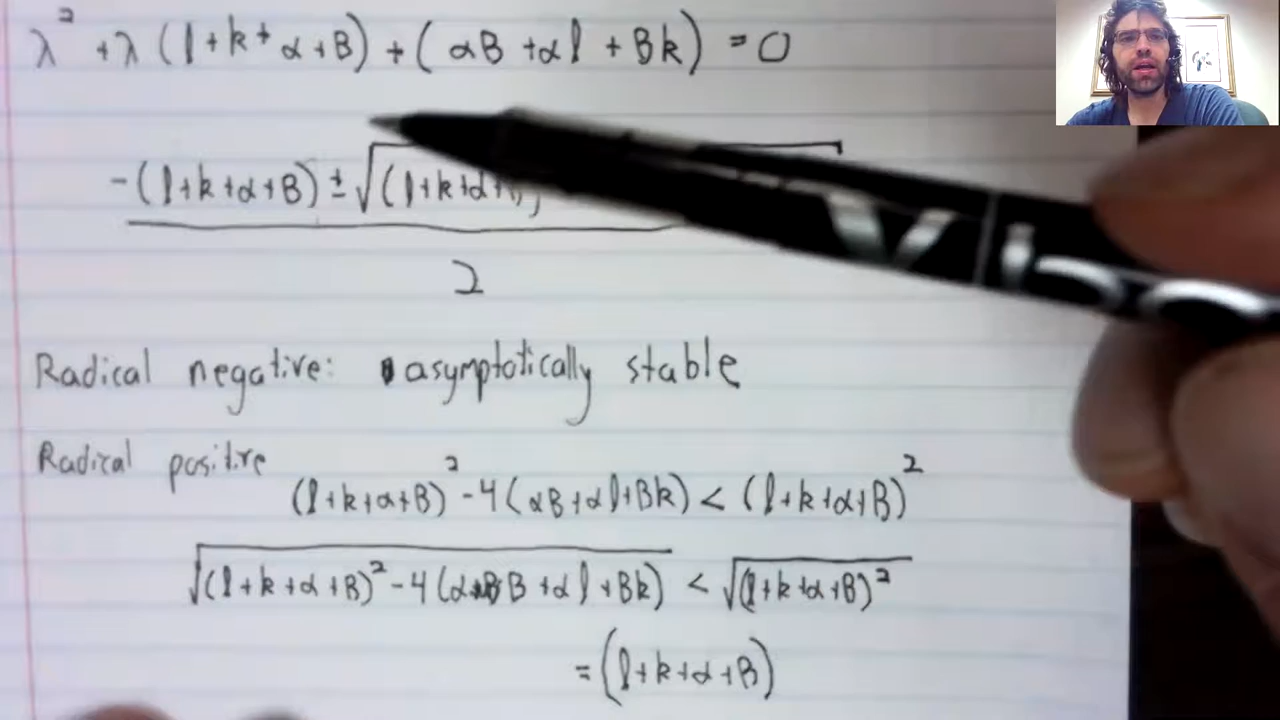 λ² + λ (l + k + α + B) + (αB + αl + Bk) = 0
-(l+k+α+B) ± √(l+k+α+
2
Radical negative: asymptotically stable
Radical positive
(l+k+α+B)² - 4(αB+αl+Bk) < (l+k+α+B)²
√(l+k+α+B)² - 4(αB+αl+Bk) < √(l+k+α+B)²
= (l+k+α+B)